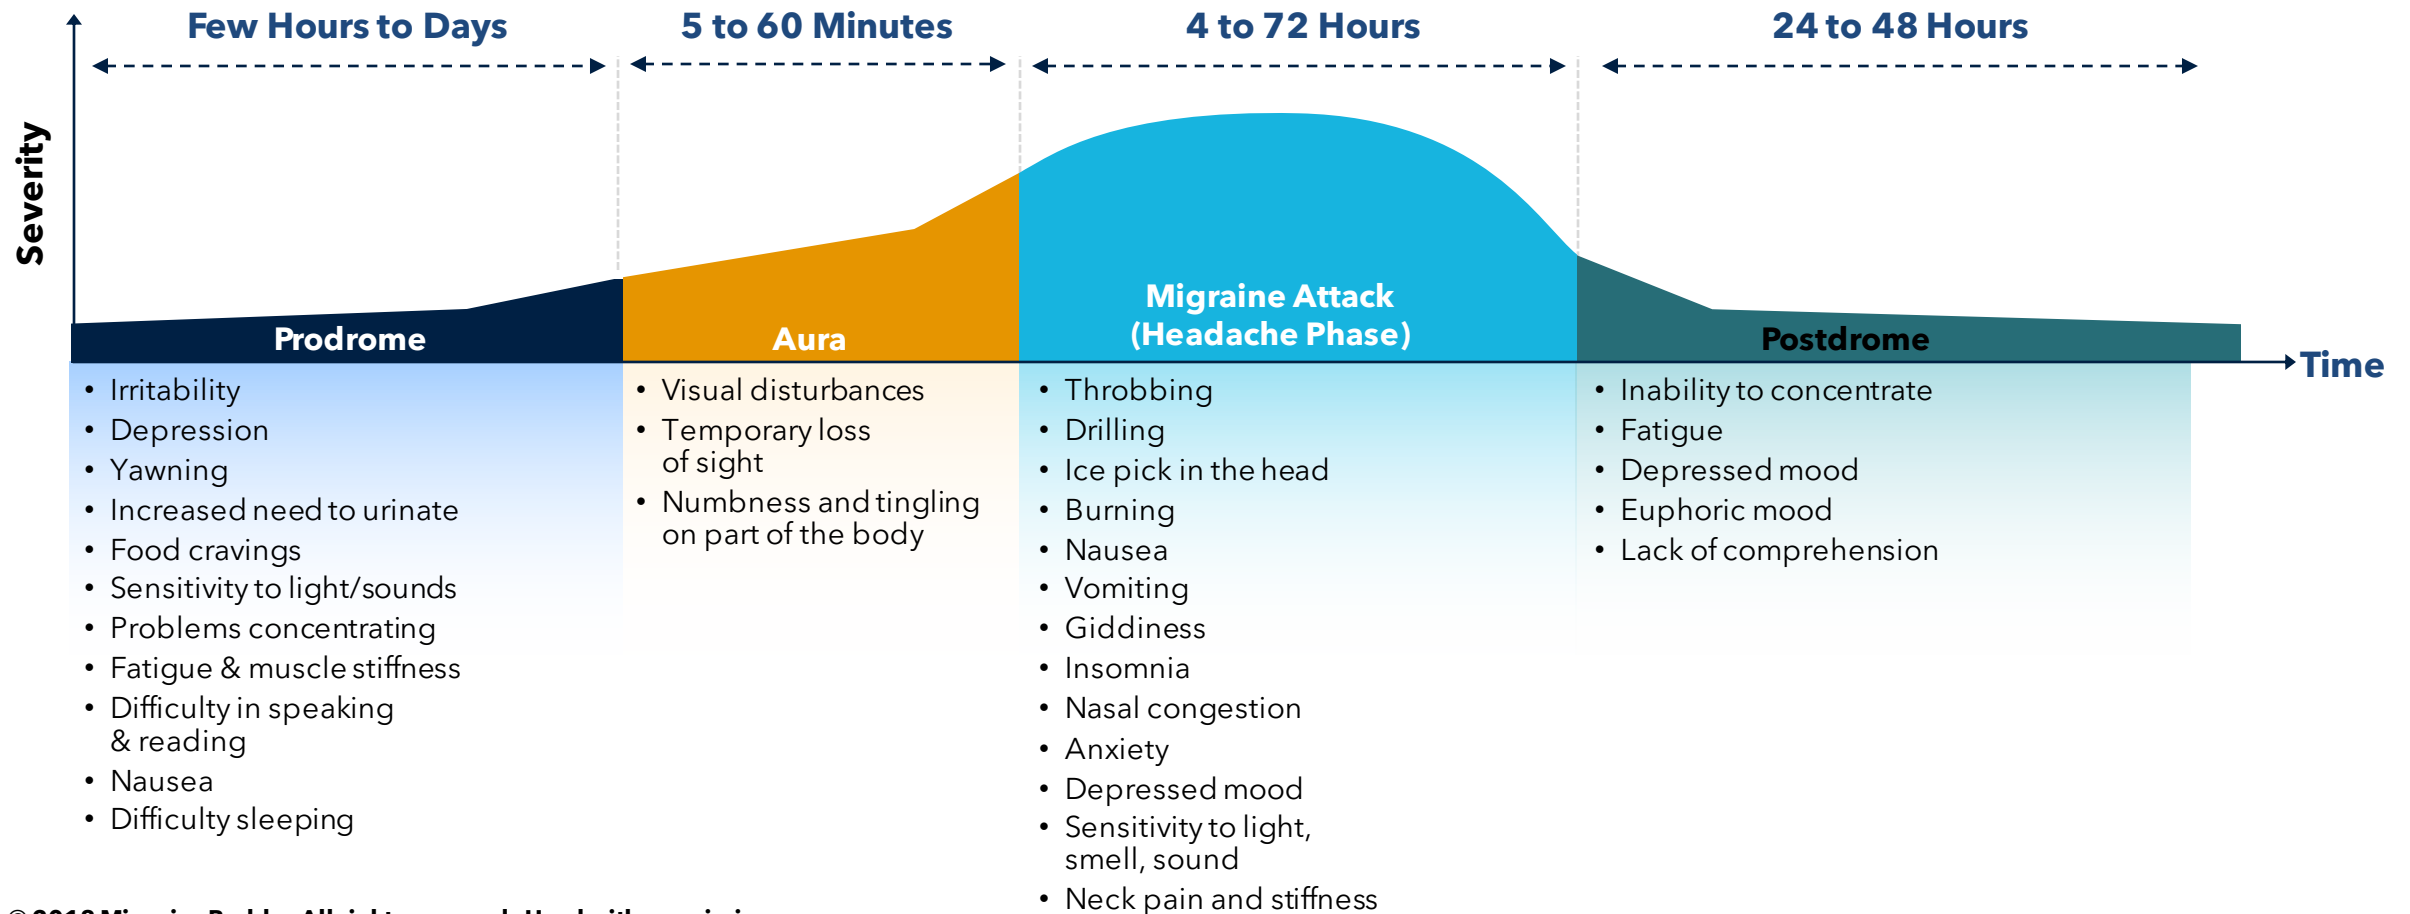 Few Hours to Days
5 to 60 Minutes
4 to 72 Hours
24 to 48 Hours
Severity
Prodrome
Aura
Migraine Attack
(Headache Phase)
Postdrome
Time
• Irritability
• Depression
• Yawning
• Increased need to urinate
• Food cravings
• Sensitivity to light/sounds
• Problems concentrating
• Fatigue & muscle stiffness
• Difficulty in speaking
& reading
• Nausea
• Difficulty sleeping
• Visual disturbances
• Temporary loss
of sight
• Numbness and tingling
on part of the body
• Throbbing
• Drilling
• Ice pick in the head
• Burning
• Nausea
• Vomiting
• Giddiness
• Insomnia
• Nasal congestion
• Anxiety
• Depressed mood
• Sensitivity to light,
smell, sound
• Neck pain and stiffness
• Inability to concentrate
• Fatigue
• Depressed mood
• Euphoric mood
• Lack of comprehension